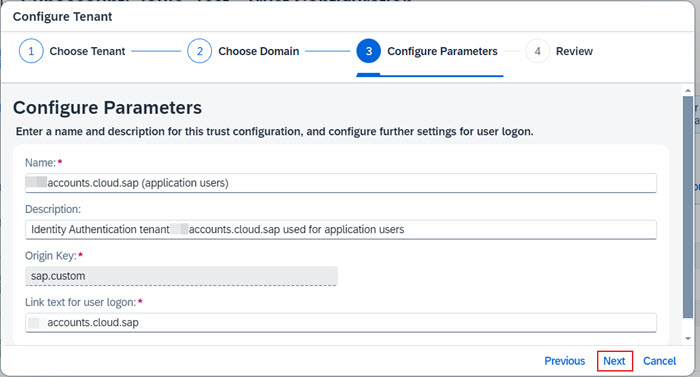 Configure Tenant
1 Choose Tenant 2 Choose Domain 3 Configure Parameters 4 Review
Configure Parameters
Enter a name and description for this trust configuration, and configure further settings for user logon.
Name:*
accounts.cloud.sap (application users)
Description:
Identity Authentication tenant accounts.cloud.sap used for application users
Origin Key:*
sap.custom
Link text for user logon:*
accounts.cloud.sap
Previous Next Cancel